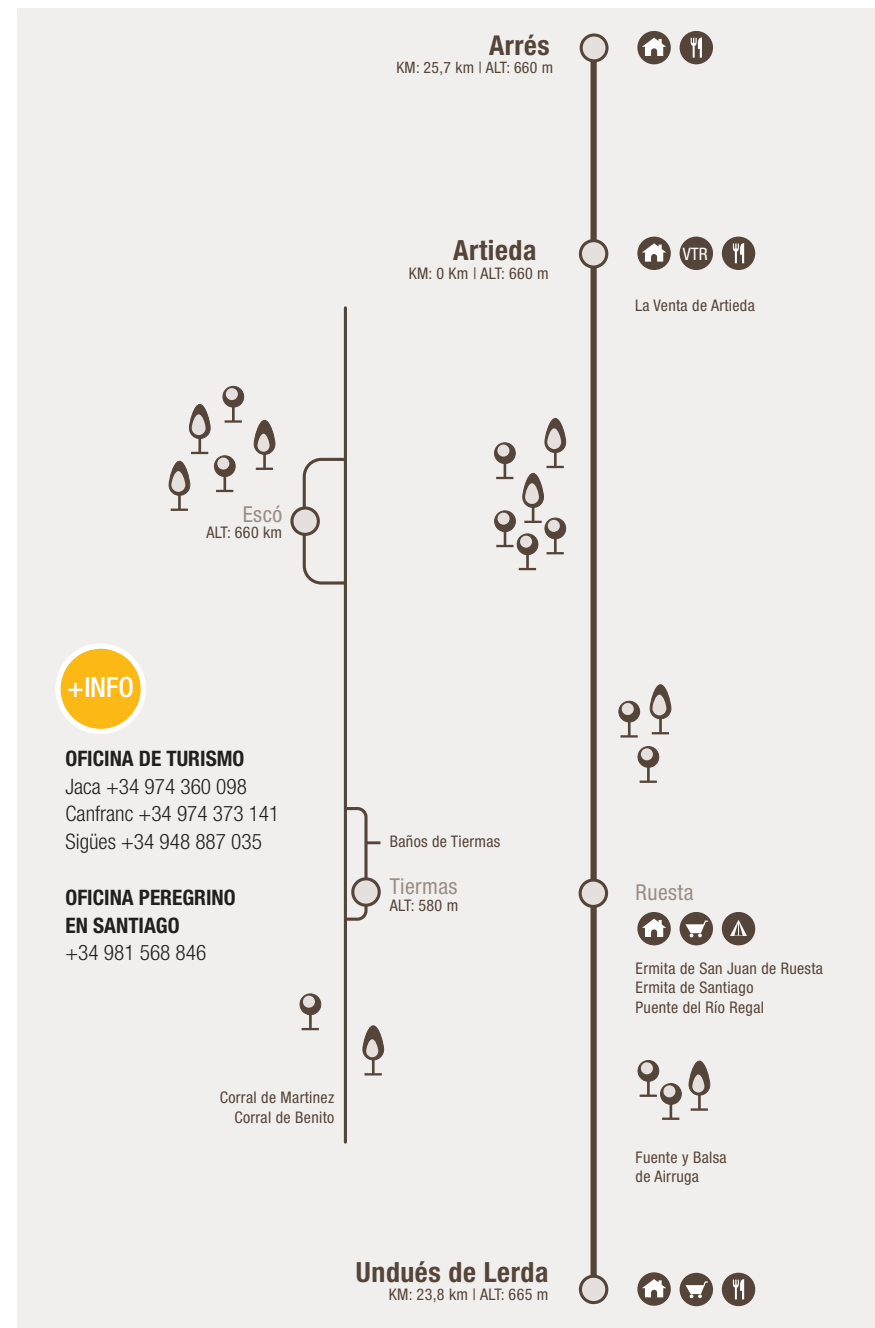 Arrés
KM: 25,7 km | ALT: 660 m
Artieda
KM: 0 Km | ALT: 660 m
VTR
La Venta de Artieda
Escó
ALT: 660 km
+INFO
OFICINA DE TURISMO
Jaca +34 974 360 098
Canfranc +34 974 373 141
Sigües +34 948 887 035
OFICINA PEREGRINO
EN SANTIAGO
+34 981 568 846
Baños de Tiermas
Tiermas
ALT: 580 m
Ruesta
Ermita de San Juan de Ruesta
Ermita de Santiago
Puente del Río Regal
Corral de Martinez
Corral de Benito
Fuente y Balsa
de Airruga
Undués de Lerda
KM: 23,8 km | ALT: 665 m